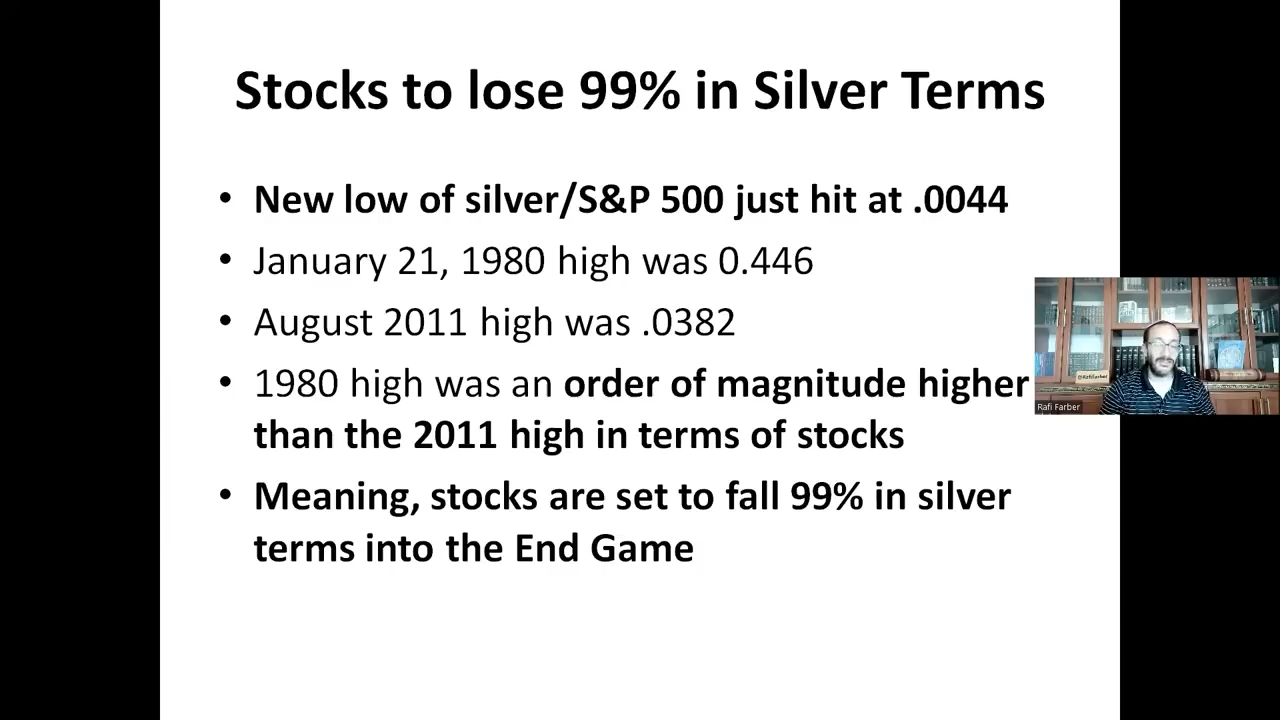 Stocks to lose 99% in Silver Terms
• New low of silver/S&P 500 just hit at .0044
• January 21, 1980 high was 0.446
• August 2011 high was .0382
• 1980 high was an order of magnitude higher
than the 2011 high in terms of stocks
• Meaning, stocks are set to fall 99% in silver
terms into the End Game
Rafi Farber